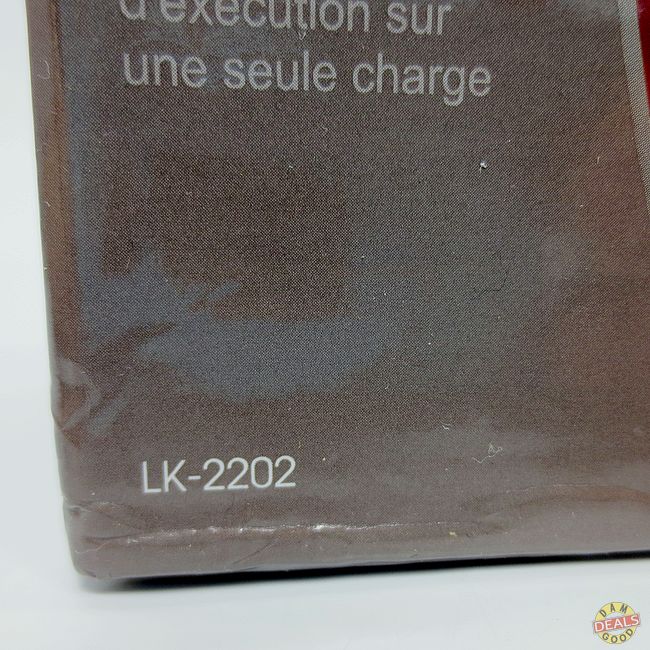 d'exécution sur
une seule charge
LK-2202
DAM
DEALS
GOOD